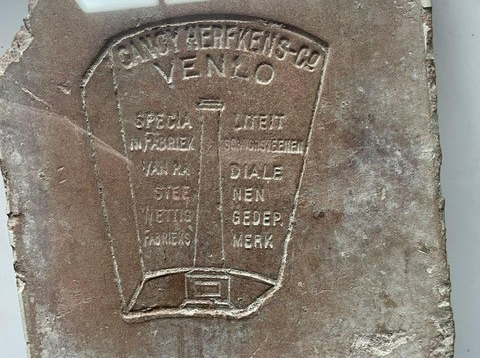 CANOY HERFKENS-Co
VENLO
SPECIA LITEIT
IN FABRIEK SCHOORSTEENEN
VAN RA DIALE
STEE NEN
WETTIG GEDEP.
FABRIEKS MERK